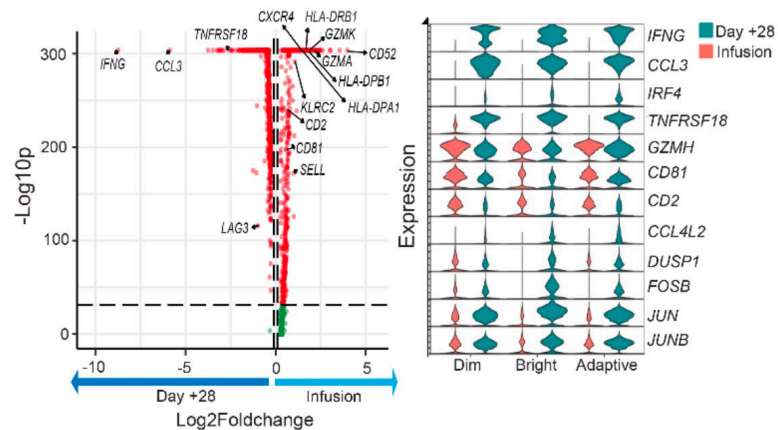 CXCR4
HLA-DRB1
TNFRSF18
GZMK
300
CD52
IFNG
CCL3
GZMA
HLA-DPB1
KLRC2
HLA-DPA1
CD2
200
CD81
SELL
LAG3
100
0
-Log10p
-10
-5
0
5
Day +28
Infusion
Log2Foldchange
Expression
IFNG
CCL3
IRF4
TNFRSF18
GZMH
CD81
CD2
CCL4L2
DUSP1
FOSB
JUN
JUNB
Dim
Bright
Adaptive
Day +28
Infusion